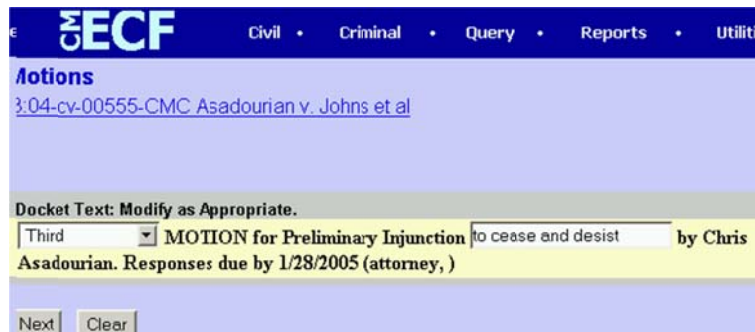 CM ECF Civil • Criminal • Query • Reports • Utiliti
Motions
3:04-cv-00555-CMC Asadourian v. Johns et al
Docket Text: Modify as Appropriate.
Third MOTION for Preliminary Injunction to cease and desist by Chris
Asadourian. Responses due by 1/28/2005 (attorney, )
Next Clear